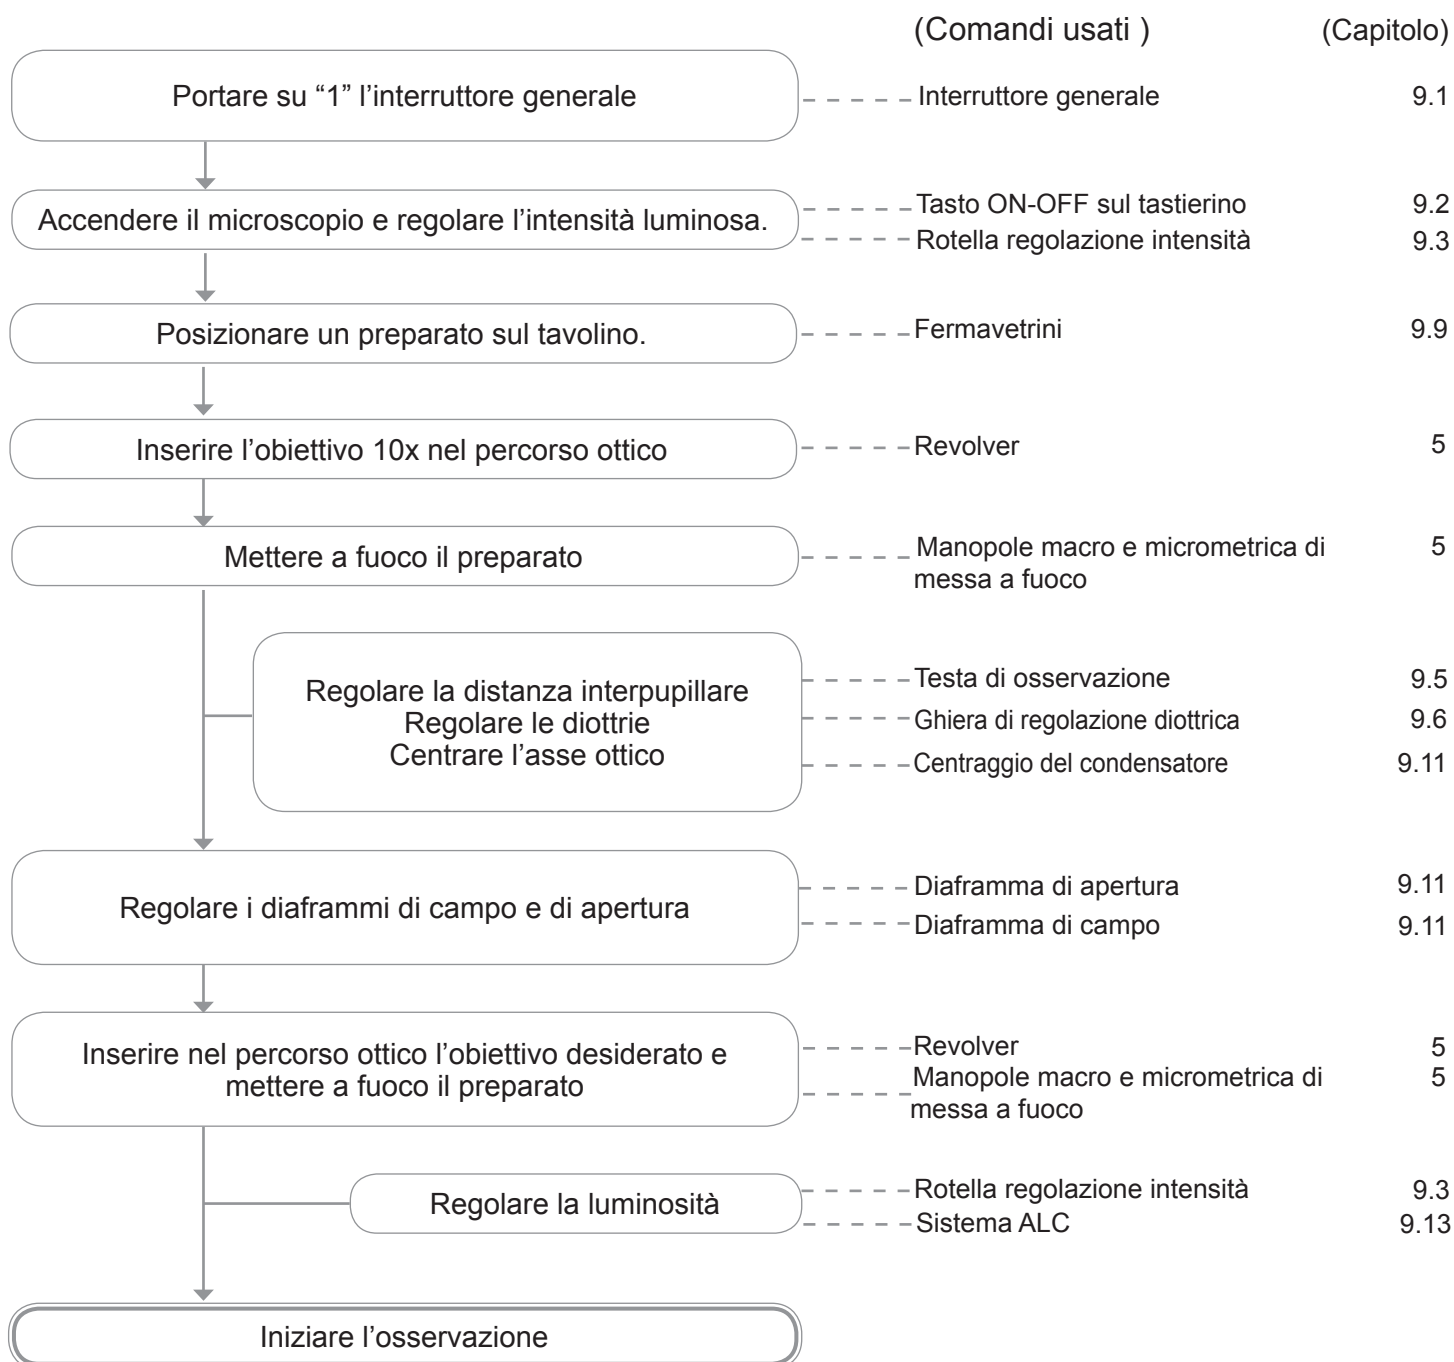 (Comandi usati ) (Capitolo)
Portare su “1” l’interruttore generale Interruttore generale 9.1
Accendere il microscopio e regolare l’intensità luminosa. Tasto ON-OFF sul tastierino 9.2
Rotella regolazione intensità 9.3
Posizionare un preparato sul tavolino. Fermavetrini 9.9
Inserire l’obiettivo 10x nel percorso ottico Revolver 5
Mettere a fuoco il preparato Manopole macro e micrometrica di 5
messa a fuoco
Regolare la distanza interpupillare Testa di osservazione 9.5
Regolare le diottrie Ghiera di regolazione diottrica 9.6
Centrare l’asse ottico Centraggio del condensatore 9.11
Regolare i diaframmi di campo e di apertura Diaframma di apertura 9.11
Diaframma di campo 9.11
Inserire nel percorso ottico l’obiettivo desiderato e Revolver 5
mettere a fuoco il preparato Manopole macro e micrometrica di 5
messa a fuoco
Regolare la luminosità Rotella regolazione intensità 9.3
Sistema ALC 9.13
Iniziare l’osservazione